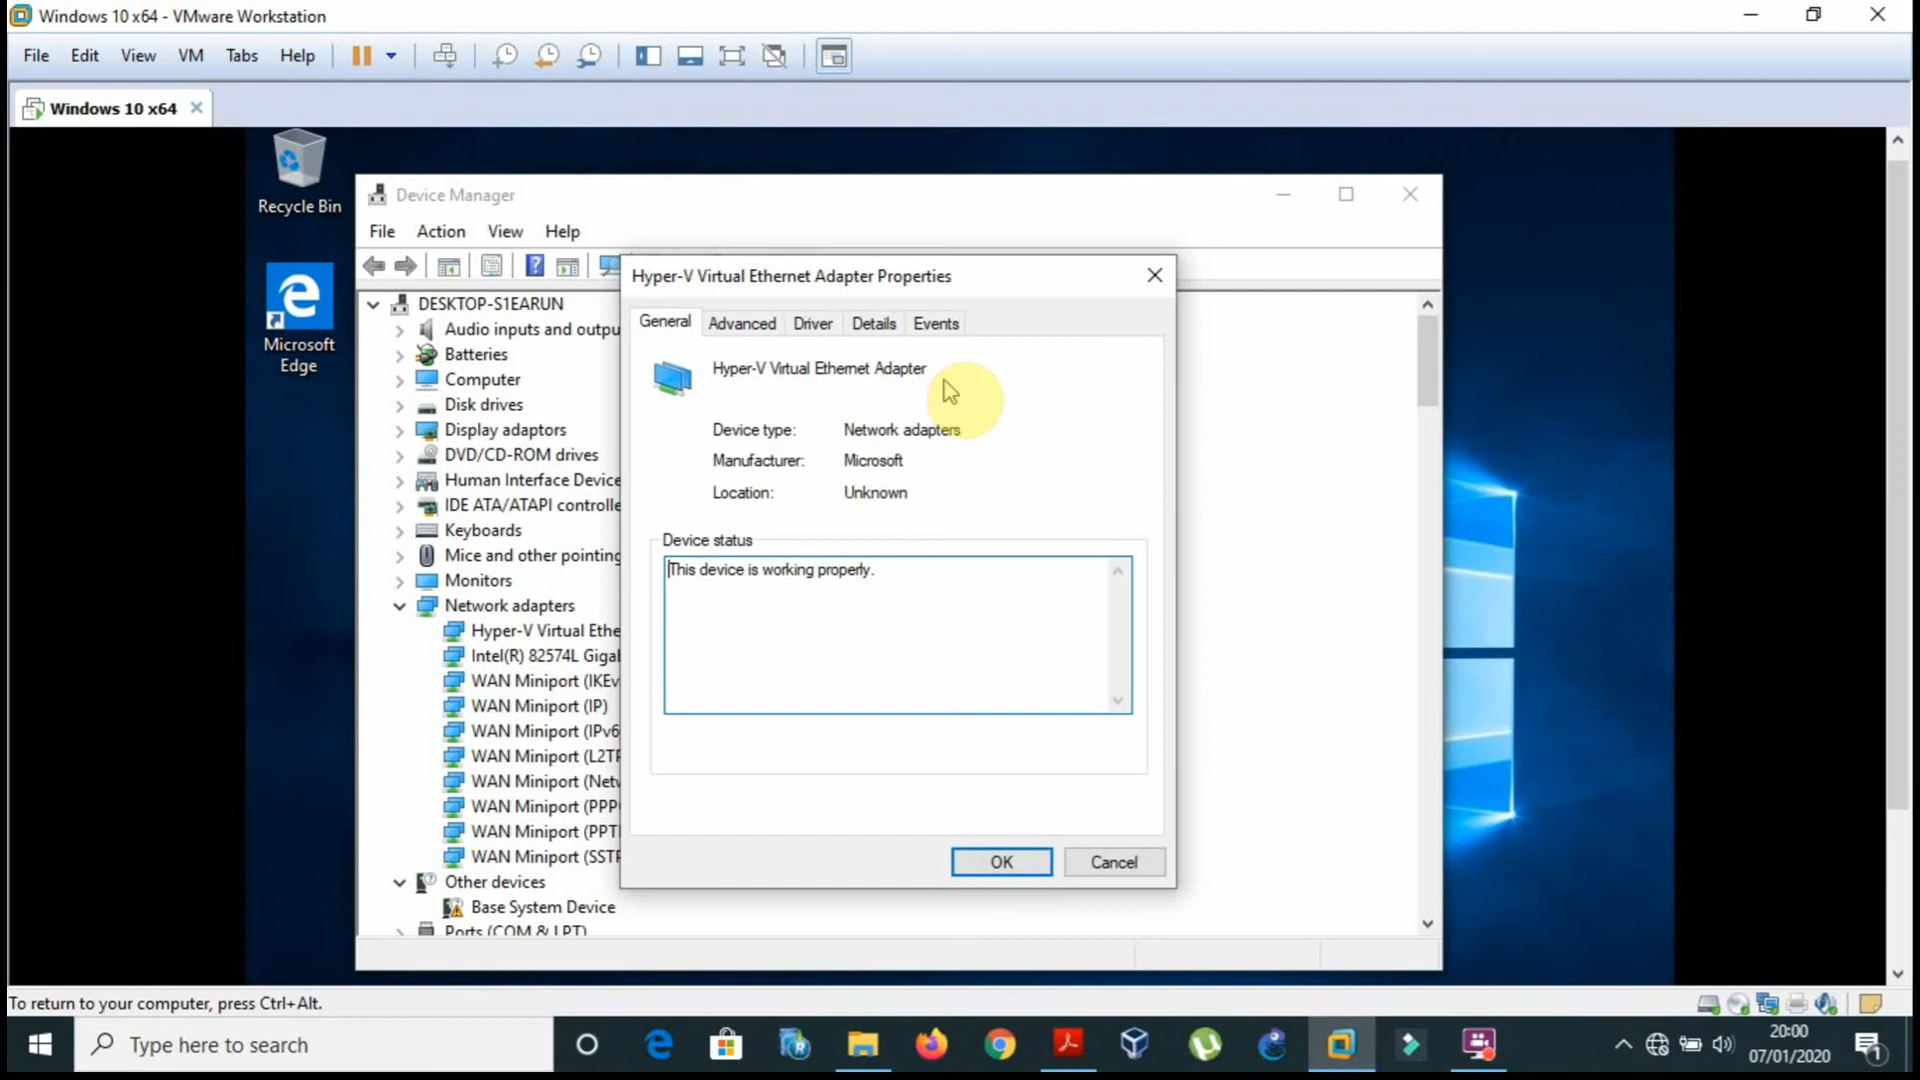 Windows 10 x64 - VMware Workstation
File Edit View VM Tabs Help
Windows 10 x64
Recycle Bin
Microsoft
Edge
Device Manager
File Action View Help
DESKTOP-S1EARUN
Audio inputs and outpu
Batteries
Computer
Disk drives
Display adaptors
DVD/CD-ROM drives
Human Interface Device
IDE ATA/ATAPI controlle
Keyboards
Mice and other pointing
Monitors
Network adapters
Hyper-V Virtual Ethe
Intel(R) 82574L Gigab
WAN Miniport (IKEv
WAN Miniport (IP)
WAN Miniport (IPv6
WAN Miniport (L2TP
WAN Miniport (Netw
WAN Miniport (PPPO
WAN Miniport (PPTP
WAN Miniport (SSTP
Other devices
Base System Device
Ports (COM & LPT)
Hyper-V Virtual Ethernet Adapter Properties
General Advanced Driver Details Events
Hyper-V Virtual Ethernet Adapter
Device type: Network adapters
Manufacturer: Microsoft
Location: Unknown
Device status
This device is working properly.
OK Cancel
To return to your computer, press Ctrl+Alt.
Type here to search
20:00
07/01/2020
1